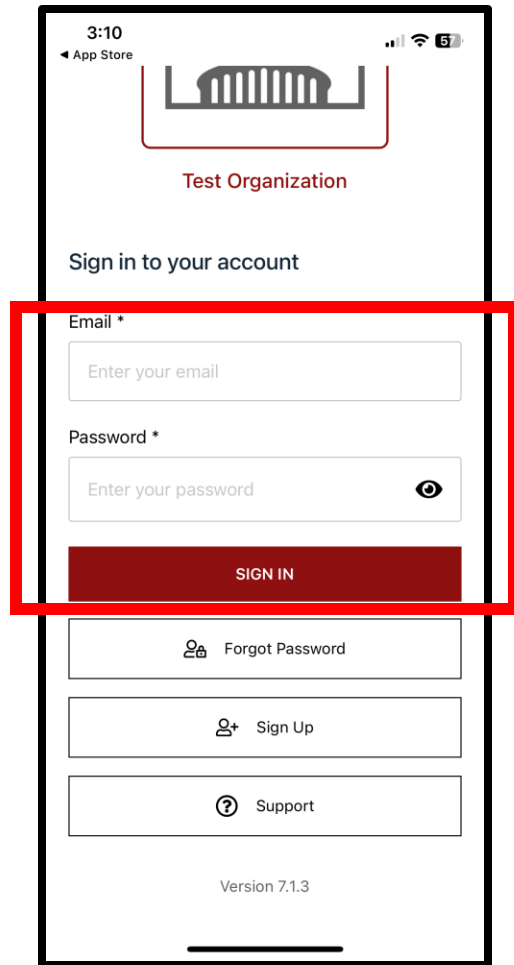 3:10
◀ App Store
57
Test Organization
Sign in to your account
Email *
Enter your email
Password *
Enter your password
SIGN IN
Forgot Password
Sign Up
Support
Version 7.1.3